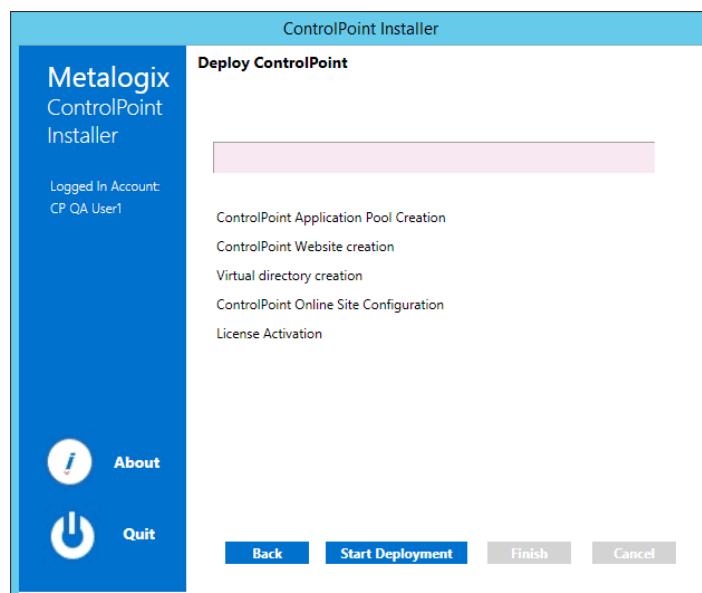 ControlPoint Installer
Metalogix
ControlPoint
Installer
Logged In Account:
CP QA User1
About
Quit
Deploy ControlPoint
ControlPoint Application Pool Creation
ControlPoint Website creation
Virtual directory creation
ControlPoint Online Site Configuration
License Activation
Back
Start Deployment
Finish
Cancel